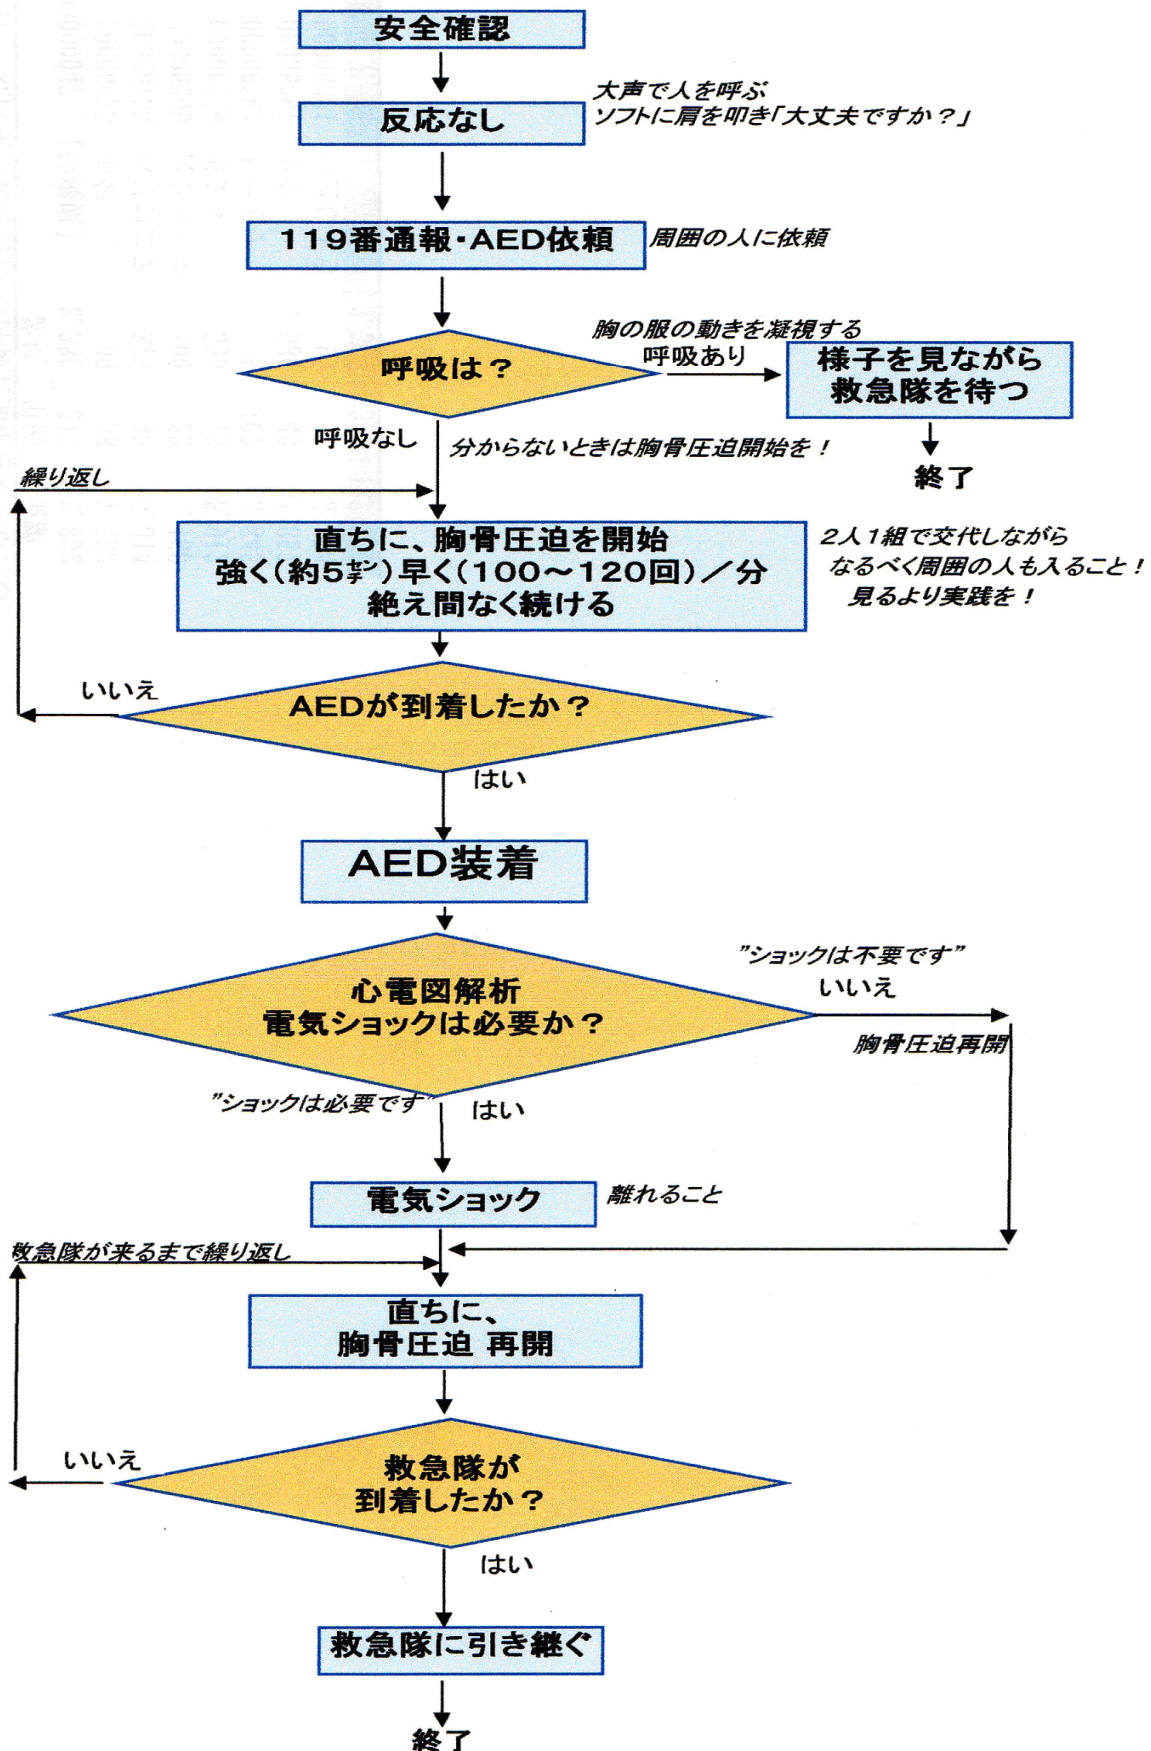 安全確認
大声で人を呼ぶ
反応なし
ソフトに肩を叩き「大丈夫ですか？」
119番通報・AED依頼
周囲の人に依頼
胸の服の動きを凝視する
呼吸は？
呼吸あり
様子を見ながら
救急隊を待つ
呼吸なし
分からないときは胸骨圧迫開始を！
終了
繰り返し
直ちに、胸骨圧迫を開始
強く（約5㌢）早く（100～120回）／分
絶え間なく続ける
2人1組で交代しながら
なるべく周囲の人も入ること！
見るより実践を！
いいえ
AEDが到着したか？
はい
AED装着
心電図解析
電気ショックは必要か？
”ショックは不要です”
いいえ
胸骨圧迫再開
”ショックは必要です”
はい
電気ショック
離れること
救急隊が来るまで繰り返し
直ちに、
胸骨圧迫 再開
いいえ
救急隊が
到着したか？
はい
救急隊に引き継ぐ
終了